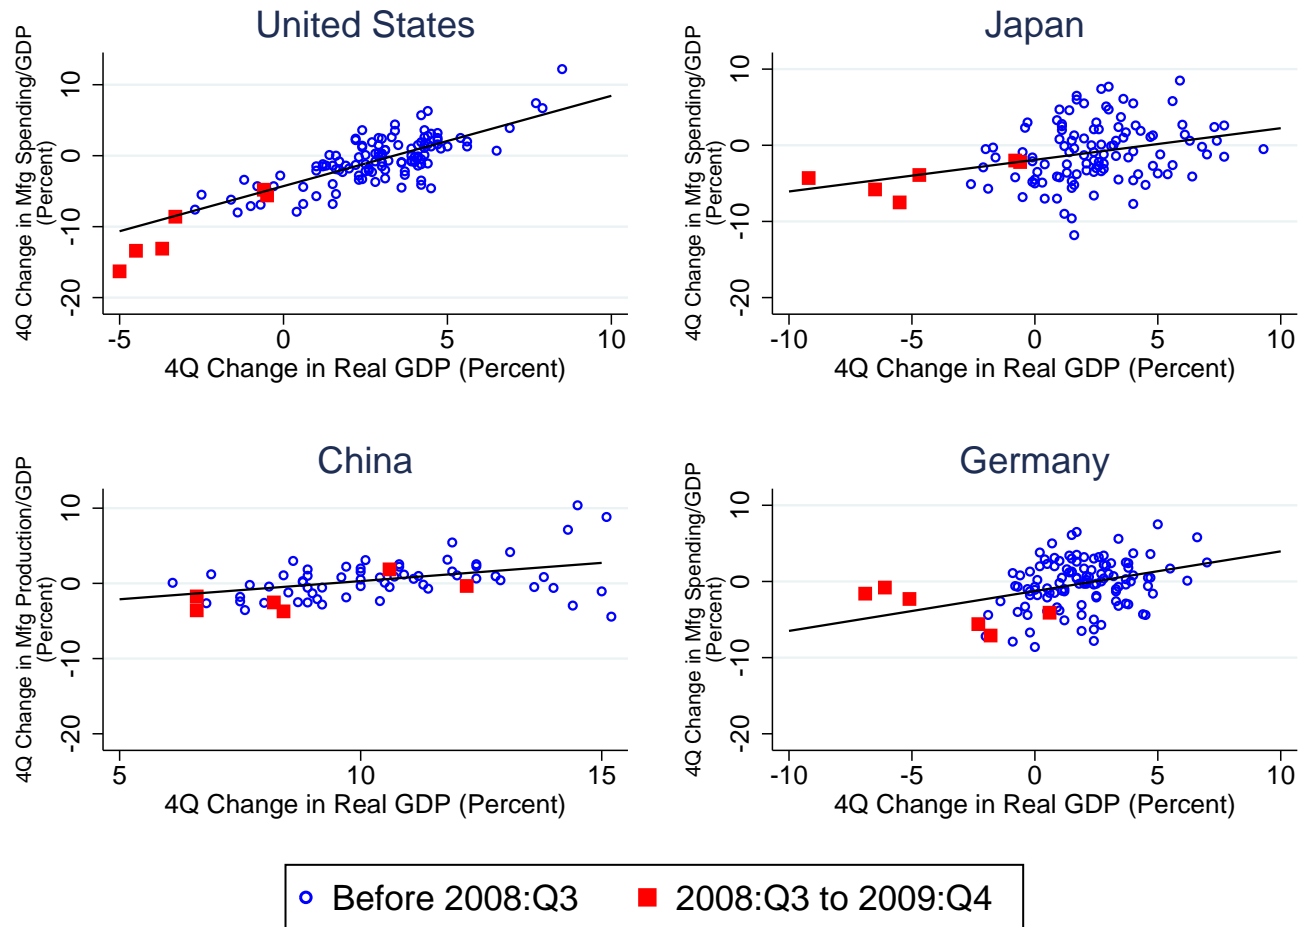 United States
4Q Change in Mfg Spending/GDP
(Percent)
10
0
-10
-20
-5
0
5
10
4Q Change in Real GDP (Percent)
Japan
4Q Change in Mfg Spending/GDP
(Percent)
10
0
-10
-20
-10
-5
0
5
10
4Q Change in Real GDP (Percent)
China
4Q Change in Mfg Production/GDP
(Percent)
10
0
-10
-20
5
10
15
4Q Change in Real GDP (Percent)
Germany
4Q Change in Mfg Spending/GDP
(Percent)
10
0
-10
-20
-10
-5
0
5
10
4Q Change in Real GDP (Percent)
Before 2008:Q3
2008:Q3 to 2009:Q4